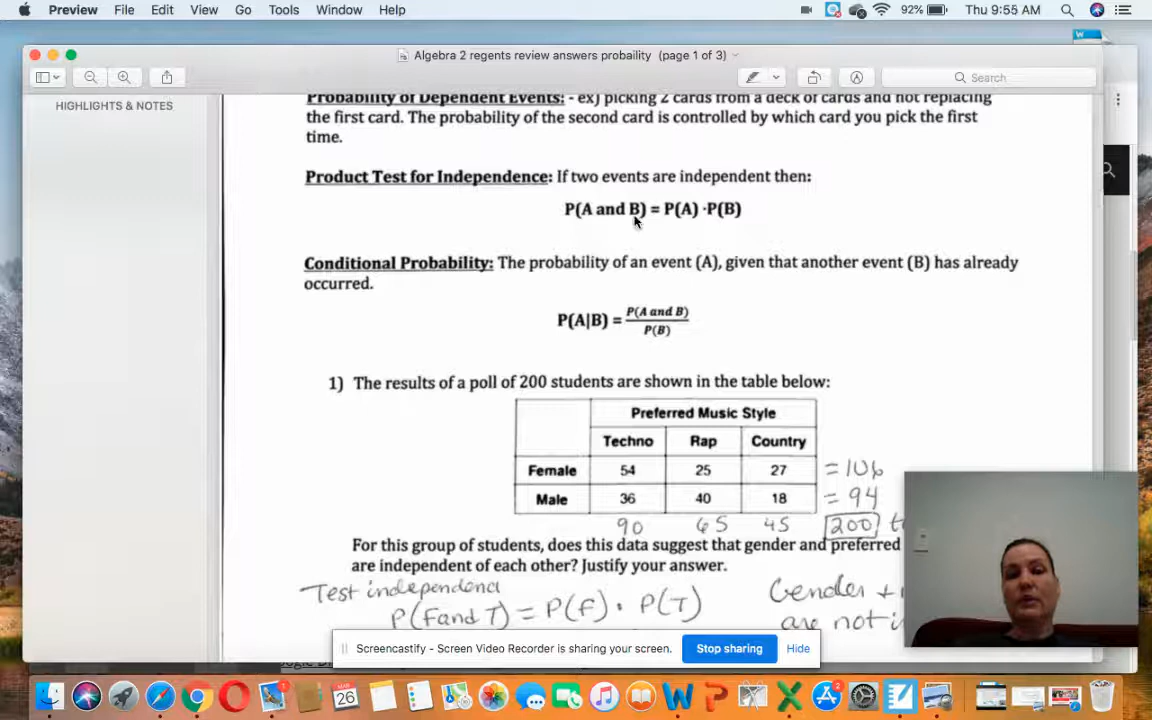 Preview File Edit View Go Tools Window Help 92% Thu 9:55 AM
Algebra 2 regents review answers probaility (page 1 of 3)
Search
HIGHLIGHTS & NOTES
Probability of Dependent Events: - ex) picking 2 cards from a deck of cards and not replacing
the first card. The probability of the second card is controlled by which card you pick the first
time.
Product Test for Independence: If two events are independent then:
P(A and B) = P(A) ·P(B)
Conditional Probability: The probability of an event (A), given that another event (B) has already
occurred.
P(A|B) = P(A and B)
P(B)
1) The results of a poll of 200 students are shown in the table below:
Preferred Music Style
Techno Rap Country
Female 54 25 27 = 106
Male 36 40 18 = 94
90 65 45 200
For this group of students, does this data suggest that gender and preferred
are independent of each other? Justify your answer.
Test independenc
P(F and T) = P(F) · P(T)
Gender +
are not
Screencastify - Screen Video Recorder is sharing your screen. Stop sharing Hide
MAR
26